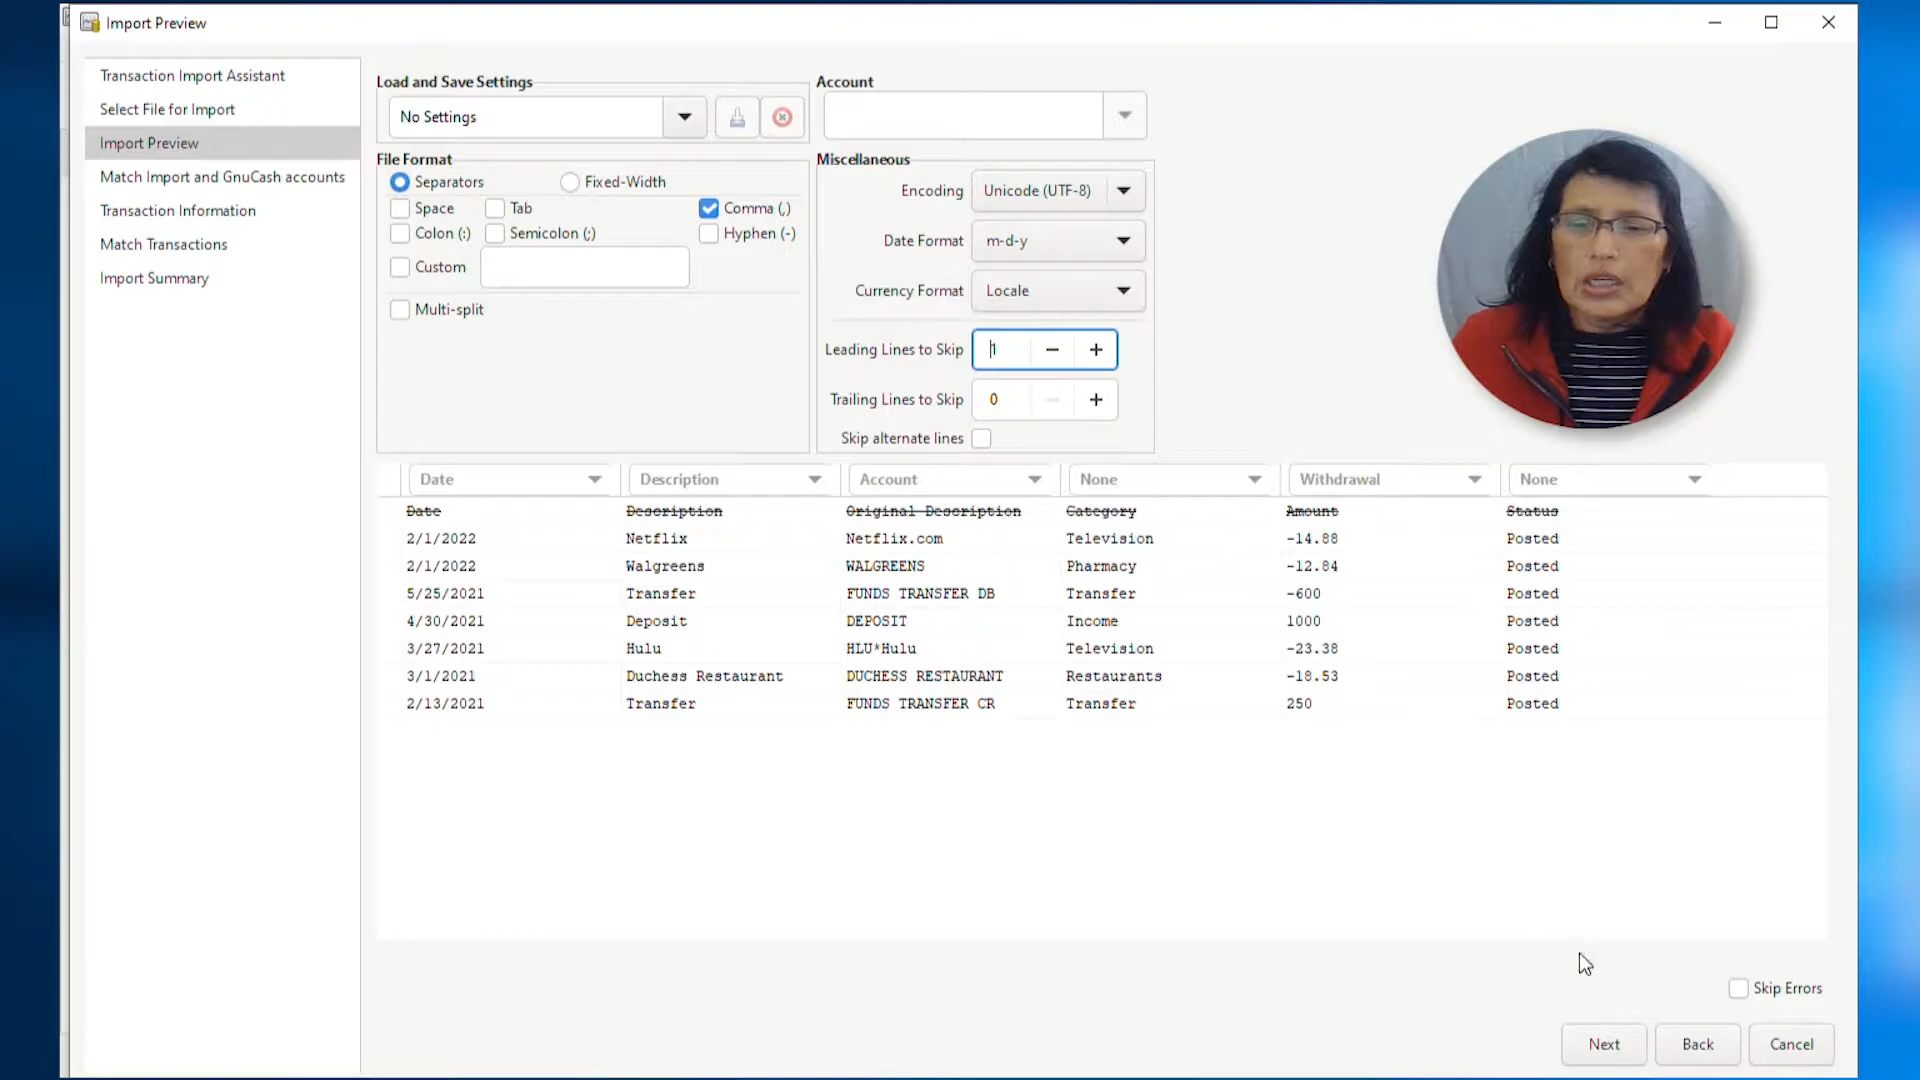 Import Preview
Transaction Import Assistant
Select File for Import
Import Preview
Match Import and GnuCash accounts
Transaction Information
Match Transactions
Import Summary
Load and Save Settings
No Settings
Account
File Format
Separators Fixed-Width
Space Tab Comma (,)
Colon (:) Semicolon (;) Hyphen (-)
Custom
Multi-split
Miscellaneous
Encoding Unicode (UTF-8)
Date Format m-d-y
Currency Format Locale
Leading Lines to Skip 1 − +
Trailing Lines to Skip 0 − +
Skip alternate lines
Date Description Account None Withdrawal None
Date Description Original Description Category Amount Status
2/1/2022 Netflix Netflix.com Television -14.88 Posted
2/1/2022 Walgreens WALGREENS Pharmacy -12.84 Posted
5/25/2021 Transfer FUNDS TRANSFER DB Transfer -600 Posted
4/30/2021 Deposit DEPOSIT Income 1000 Posted
3/27/2021 Hulu HLU*Hulu Television -23.38 Posted
3/1/2021 Duchess Restaurant DUCHESS RESTAURANT Restaurants -18.53 Posted
2/13/2021 Transfer FUNDS TRANSFER CR Transfer 250 Posted
Skip Errors
Next Back Cancel